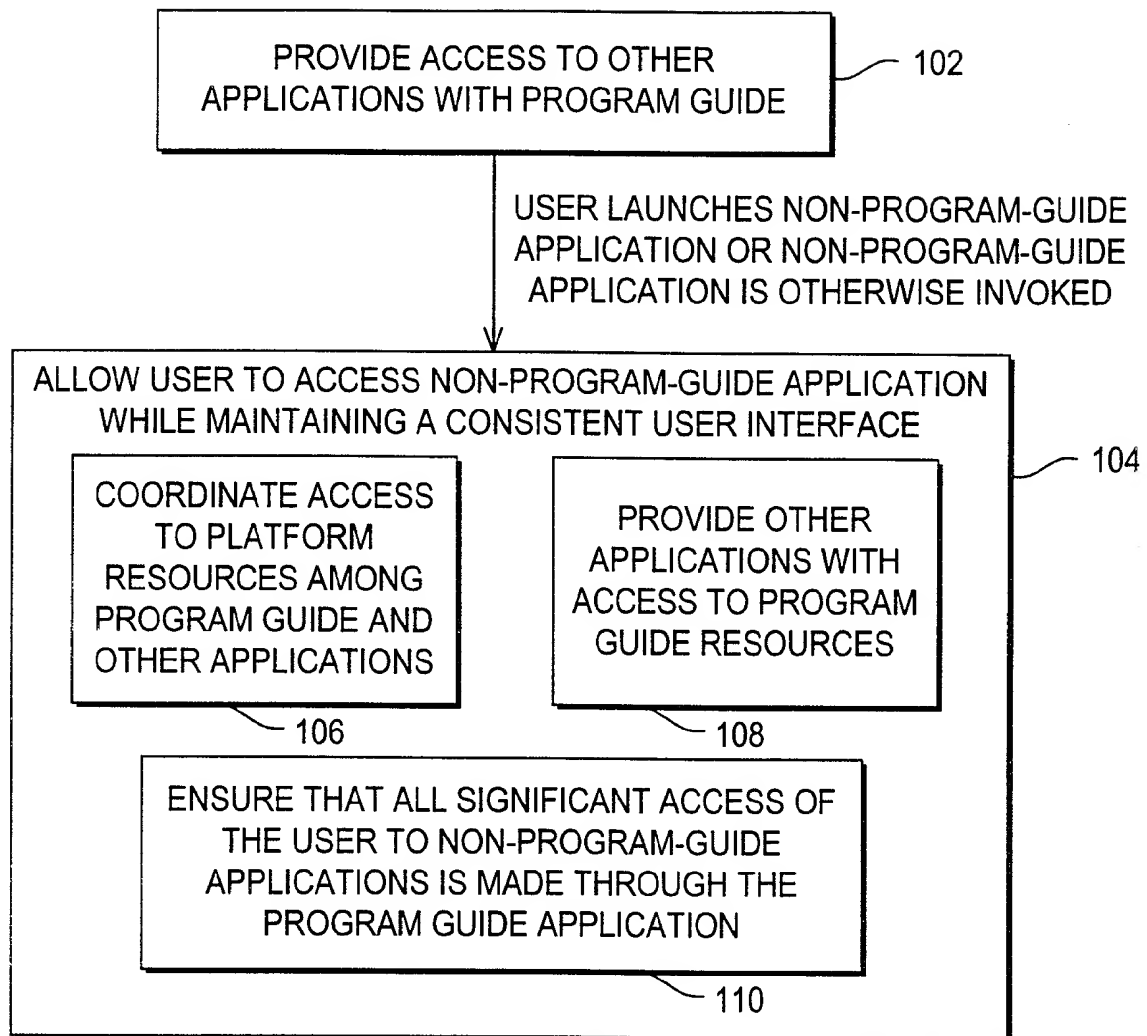 PROVIDE ACCESS TO OTHER
APPLICATIONS WITH PROGRAM GUIDE
102
USER LAUNCHES NON-PROGRAM-GUIDE
APPLICATION OR NON-PROGRAM-GUIDE
APPLICATION IS OTHERWISE INVOKED
ALLOW USER TO ACCESS NON-PROGRAM-GUIDE APPLICATION
WHILE MAINTAINING A CONSISTENT USER INTERFACE
104
COORDINATE ACCESS
TO PLATFORM
RESOURCES AMONG
PROGRAM GUIDE AND
OTHER APPLICATIONS
106
PROVIDE OTHER
APPLICATIONS WITH
ACCESS TO PROGRAM
GUIDE RESOURCES
108
ENSURE THAT ALL SIGNIFICANT ACCESS OF
THE USER TO NON-PROGRAM-GUIDE
APPLICATIONS IS MADE THROUGH THE
PROGRAM GUIDE APPLICATION
110